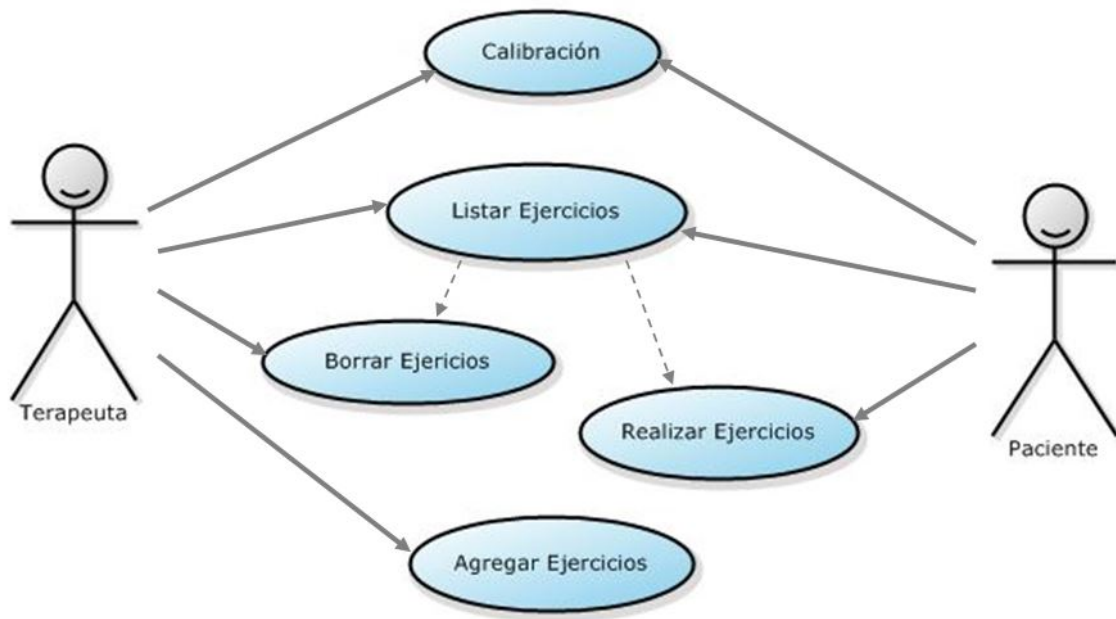 Calibración
Listar Ejercicios
Borrar Ejericios
Terapeuta
Realizar Ejercicios
Paciente
Agregar Ejercicios